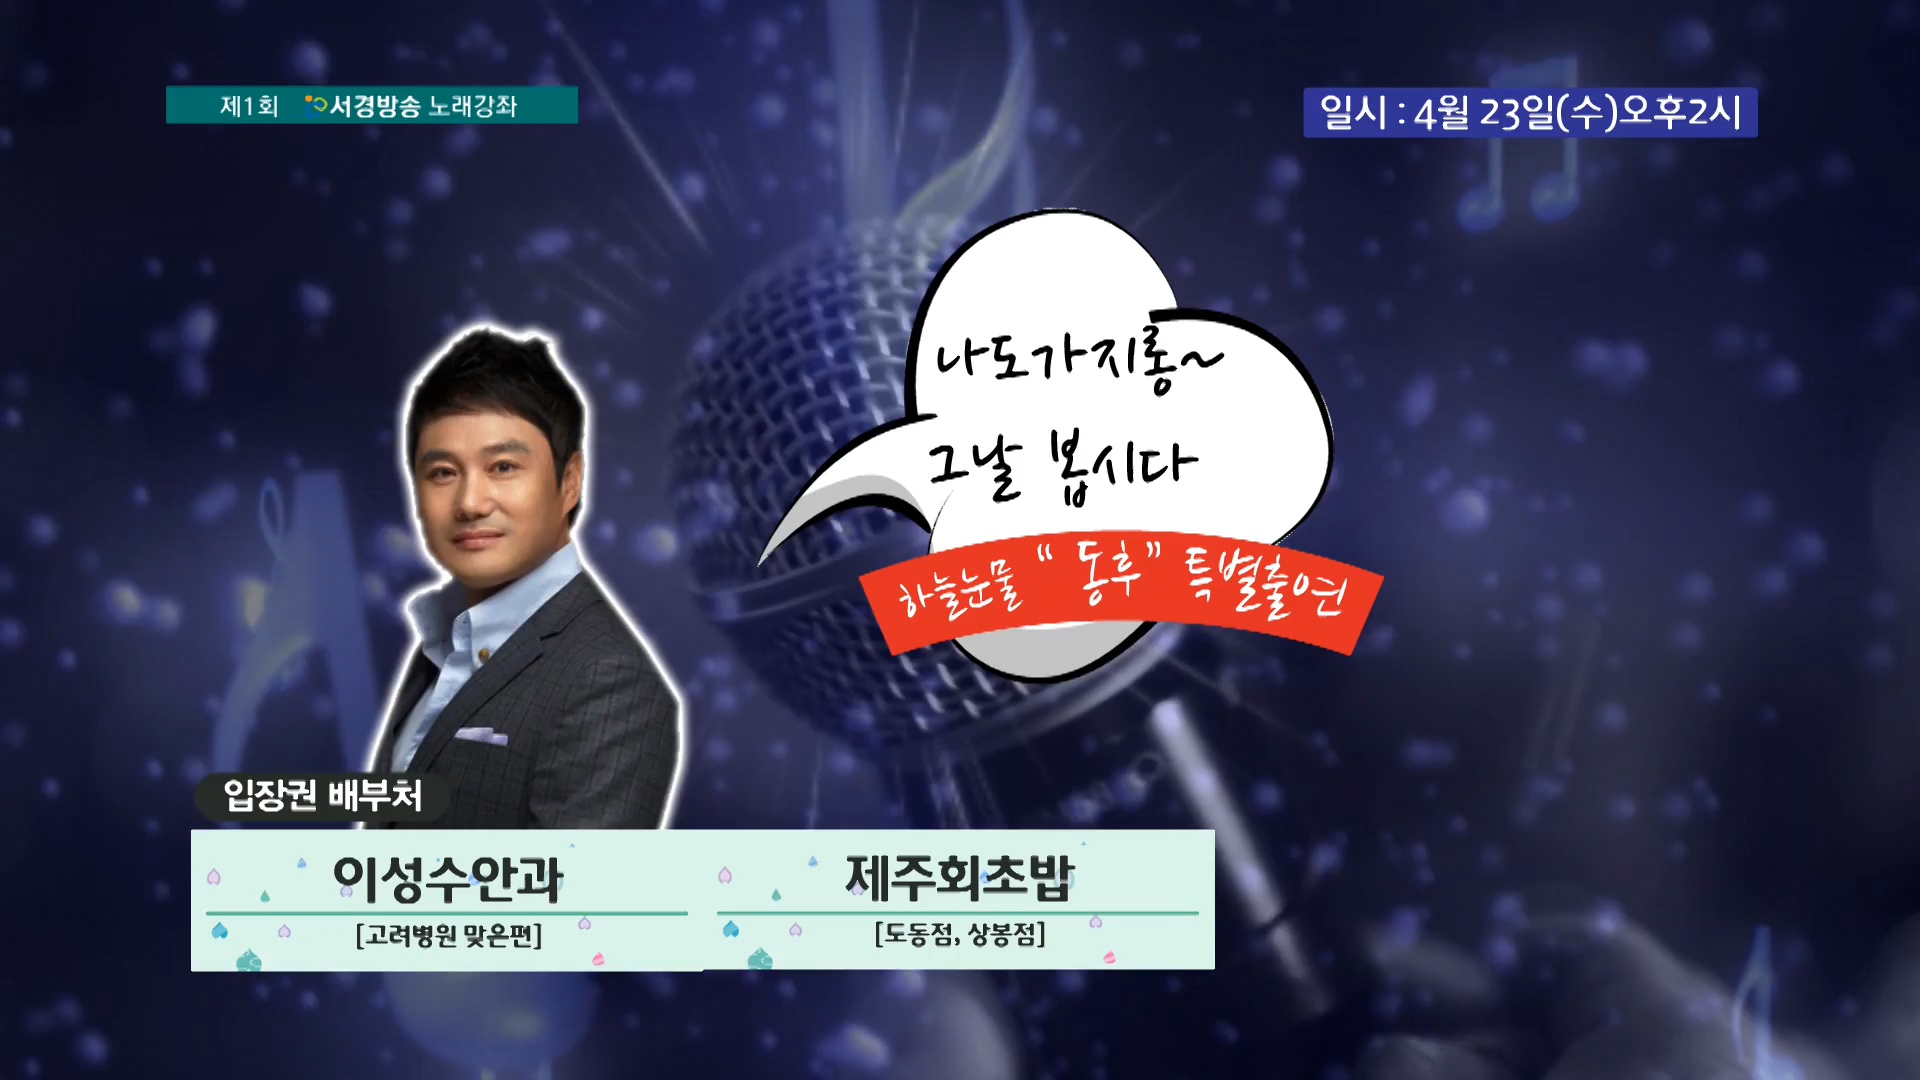 제1회 서경방송 노래강좌
일시 : 4월 23일(수)오후2시
나도가지롱~
그날 봅시다
하늘눈물 "동후" 특별출연
입장권 배부처
이성수안과
[고려병원 맞은편]
제주회초밥
[도동점, 상봉점]